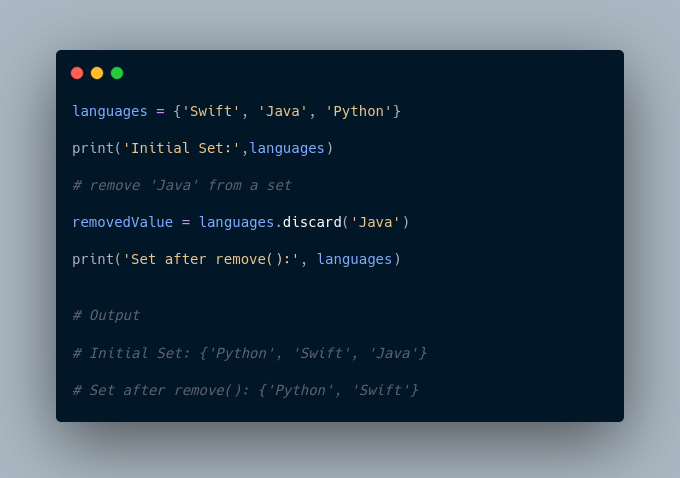 languages = {'Swift', 'Java', 'Python'}
print('Initial Set:',languages)
# remove 'Java' from a set
removedValue = languages.discard('Java')
print('Set after remove():', languages)
# Output
# Initial Set: {'Python', 'Swift', 'Java'}
# Set after remove(): {'Python', 'Swift'}